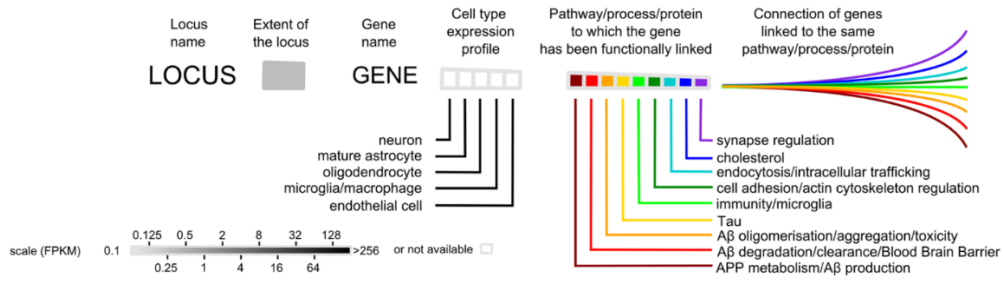 Locus
name
LOCUS
Extent of
the locus
Gene
name
GENE
Cell type
expression
profile
Pathway/process/protein
to which the gene
has been functionally linked
Connection of genes
linked to the same
pathway/process/protein
neuron
mature astrocyte
oligodendrocyte
microglia/macrophage
endothelial cell
synapse regulation
cholesterol
endocytosis/intracellular trafficking
cell adhesion/actin cytoskeleton regulation
immunity/microglia
Tau
Aβ oligomerisation/aggregation/toxicity
Aβ degradation/clearance/Blood Brain Barrier
APP metabolism/Aβ production
0.125 0.5 2 8 32 128
scale (FPKM) 0.1 >256 or not available
0.25 1 4 16 64